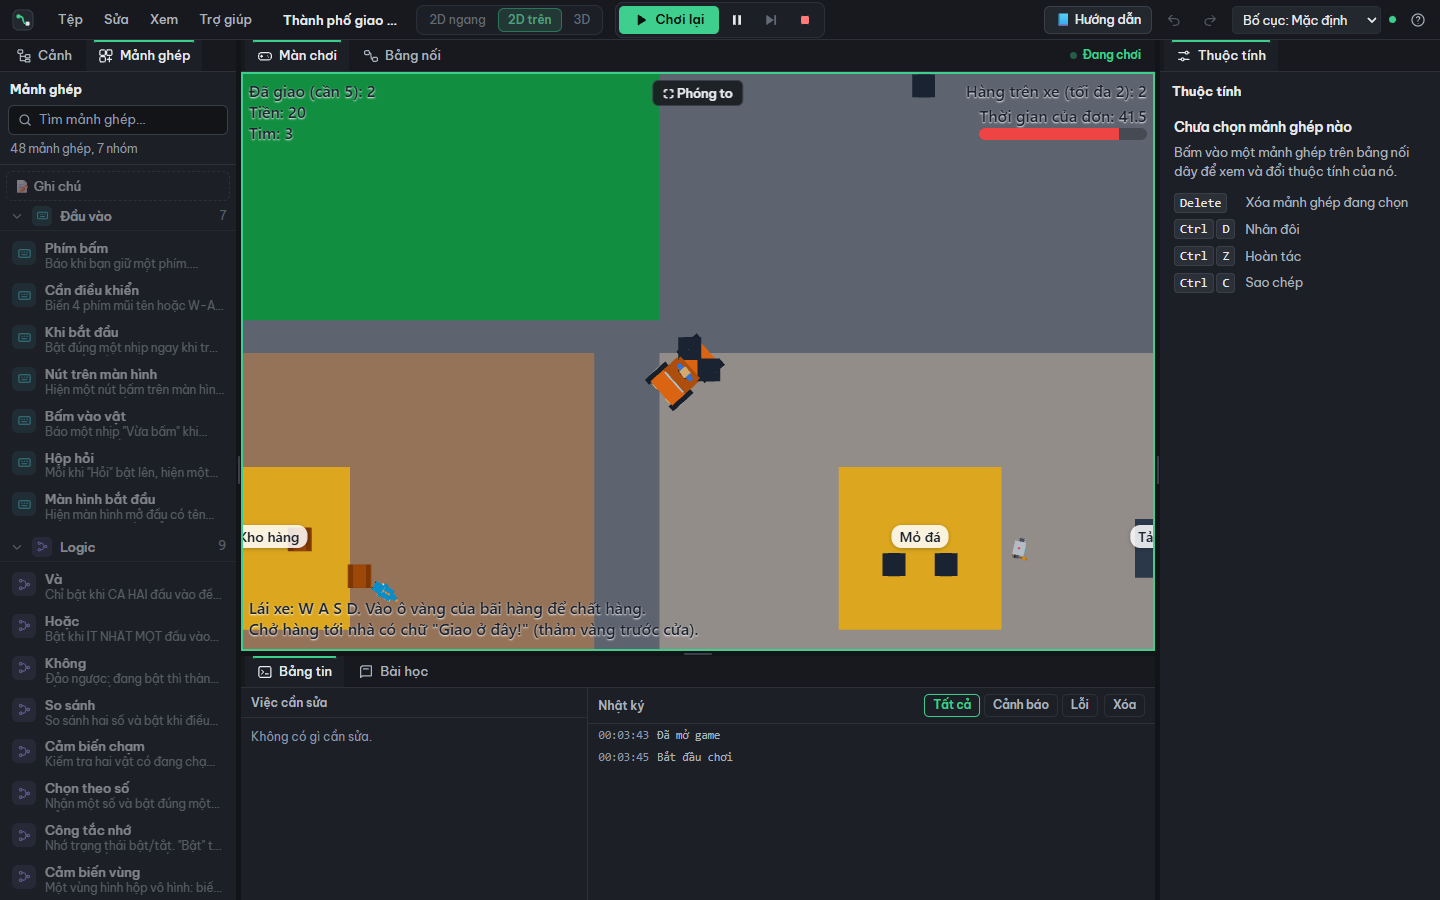 Tệp Sửa Xem Trợ giúp Thành phố giao ... 2D ngang 2D trên 3D Chơi lại Hướng dẫn Bố cục: Mặc định
Cảnh Mảnh ghép
Mảnh ghép
Tìm mảnh ghép...
48 mảnh ghép, 7 nhóm
Ghi chú
Đầu vào 7
Phím bấm
Báo khi bạn giữ một phím....
Cần điều khiển
Biến 4 phím mũi tên hoặc W-A...
Khi bắt đầu
Bật đúng một nhịp ngay khi tr...
Nút trên màn hình
Hiện một nút bấm trên màn hìn...
Bấm vào vật
Báo một nhịp "Vừa bấm" khi...
Hộp hỏi
Mỗi khi "Hỏi" bật lên, hiện một...
Màn hình bắt đầu
Hiện màn hình mở đầu có tên...
Logic 9
Và
Chỉ bật khi CẢ HAI đầu vào đề...
Hoặc
Bật khi ÍT NHẤT MỘT đầu vào...
Không
Đảo ngược: đang bật thì thàn...
So sánh
So sánh hai số và bật khi điều...
Cảm biến chạm
Kiểm tra hai vật có đang chạ...
Chọn theo số
Nhận một số và bật đúng một...
Công tắc nhớ
Nhớ trạng thái bật/tắt. "Bật" t...
Cảm biến vùng
Một vùng hình hộp vô hình: biế...
Màn chơi Bảng nối Đang chơi
Đã giao (cần 5): 2
Tiền: 20
Tim: 3
Phóng to
Hàng trên xe (tối đa 2): 2
Thời gian của đơn: 41.5
Kho hàng
Mỏ đá
Tả
Lái xe: W A S D. Vào ô vàng của bãi hàng để chất hàng.
Chở hàng tới nhà có chữ "Giao ở đây!" (thảm vàng trước cửa).
Bảng tin Bài học
Việc cần sửa
Không có gì cần sửa.
Nhật ký Tất cả Cảnh báo Lỗi Xóa
00:03:43 Đã mở game
00:03:45 Bắt đầu chơi
Thuộc tính
Thuộc tính
Chưa chọn mảnh ghép nào
Bấm vào một mảnh ghép trên bảng nối
dây để xem và đổi thuộc tính của nó.
Delete Xóa mảnh ghép đang chọn
Ctrl D Nhân đôi
Ctrl Z Hoàn tác
Ctrl C Sao chép